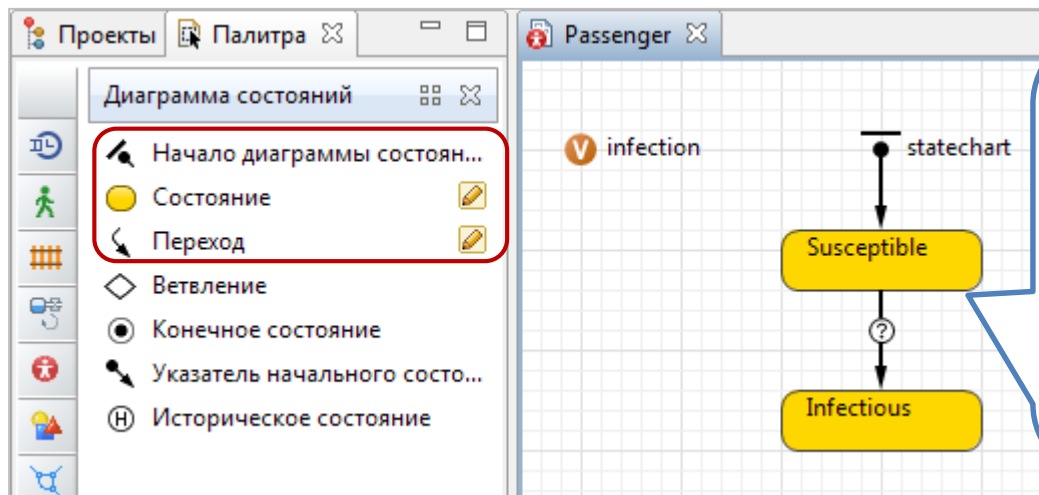 Проекты
Палитра
Диаграмма состояний
Начало диаграммы состоян...
Состояние
Переход
Ветвление
Конечное состояние
Указатель начального состо...
H Историческое состояние
Passenger
V infection
statechart
Susceptible
?
Infectious